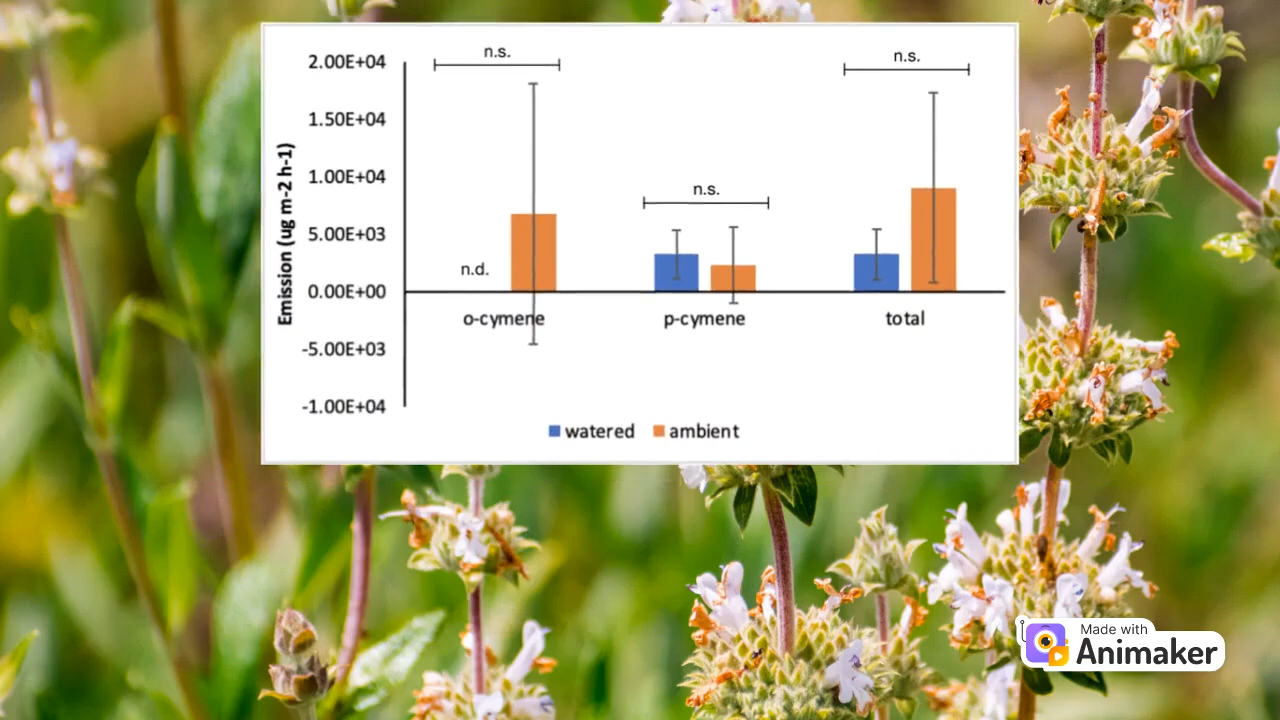 n.s.
n.s.
2.00E+04
1.50E+04
n.s.
1.00E+04
5.00E+03
n.d.
0.00E+00
o-cymene
p-cymene
total
-5.00E+03
-1.00E+04
Emission (ug m-2 h-1)
watered
ambient
Made with
Animaker